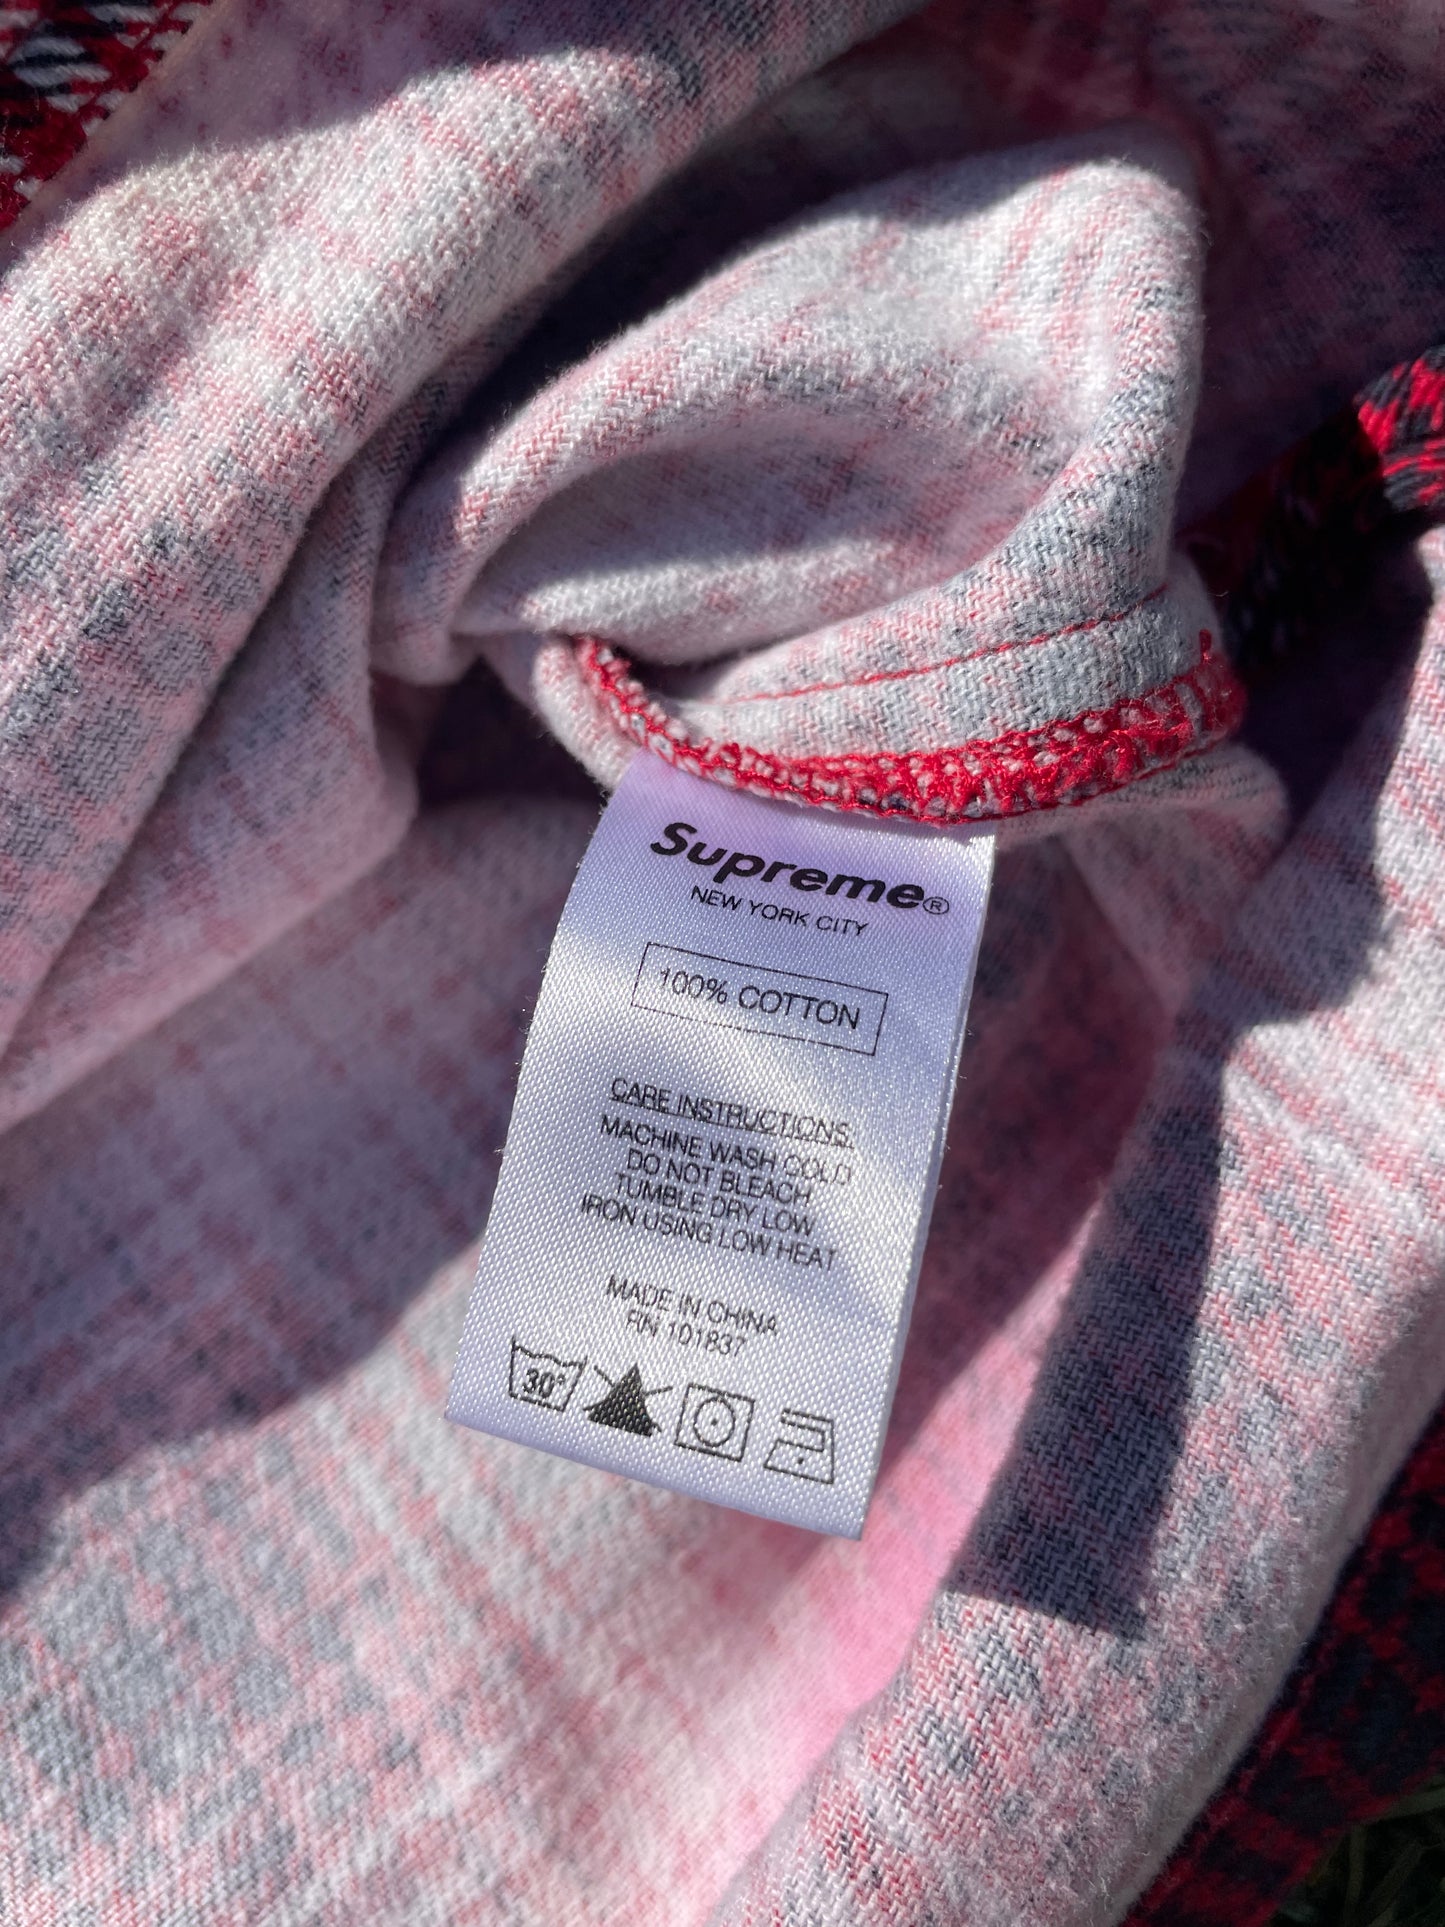 Supreme®
NEW YORK CITY
100% COTTON
CARE INSTRUCTIONS:
MACHINE WASH COLD
DO NOT BLEACH
TUMBLE DRY LOW
IRON USING LOW HEAT
MADE IN CHINA
RN 101837
30°